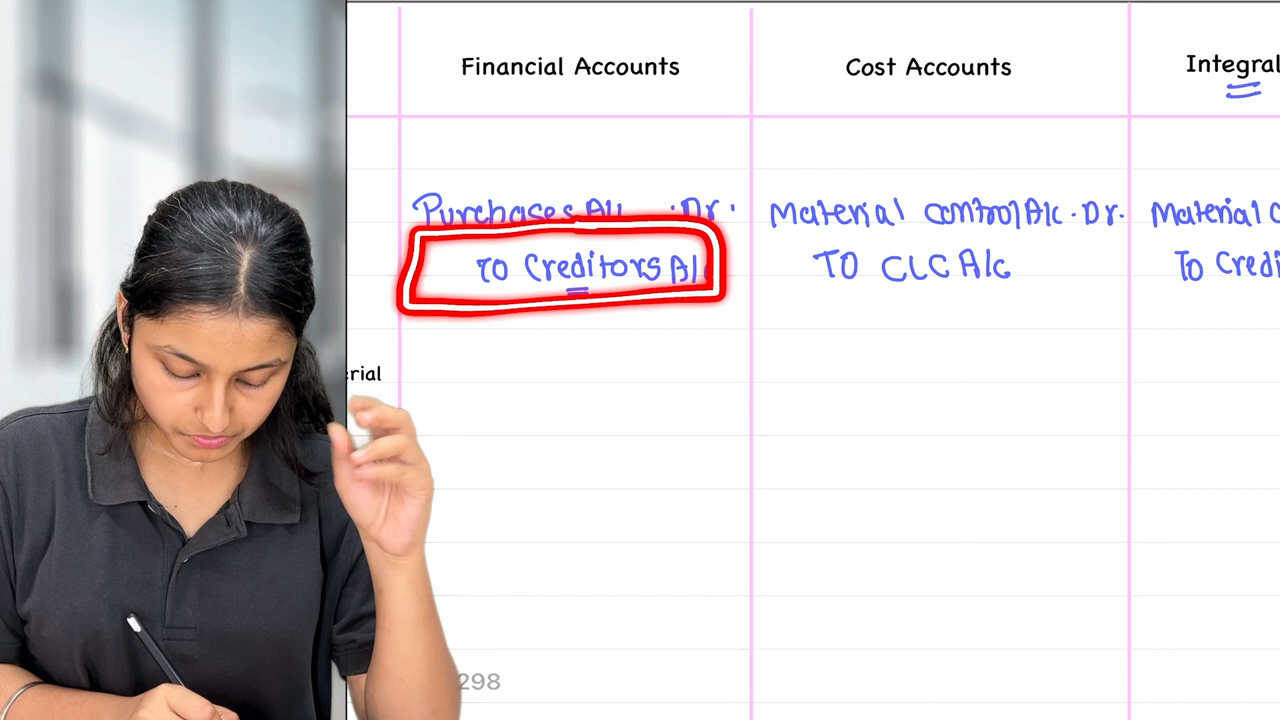 Financial Accounts
Cost Accounts
Integral
Purchases A/c .Dr.
To Creditors A/c
Material control A/c .Dr.
To CLC A/c
Material c
To Credi
erial
298